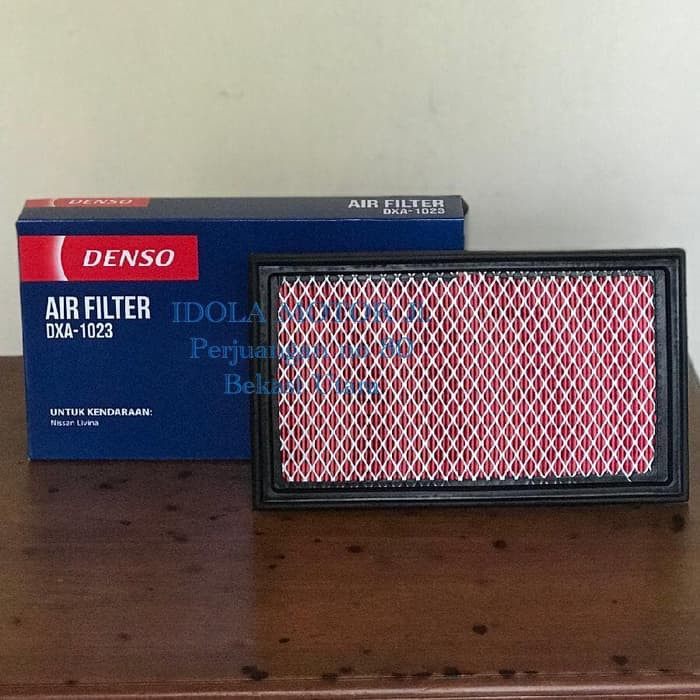 DENSO
AIR FILTER
DXA-1023
DENSO
AIR FILTER
DXA-1023
UNTUK KENDARAAN:
Nissan Livina
IDOLA MOTOR Jl.
Perjuangan no 80
Bekasi Utara